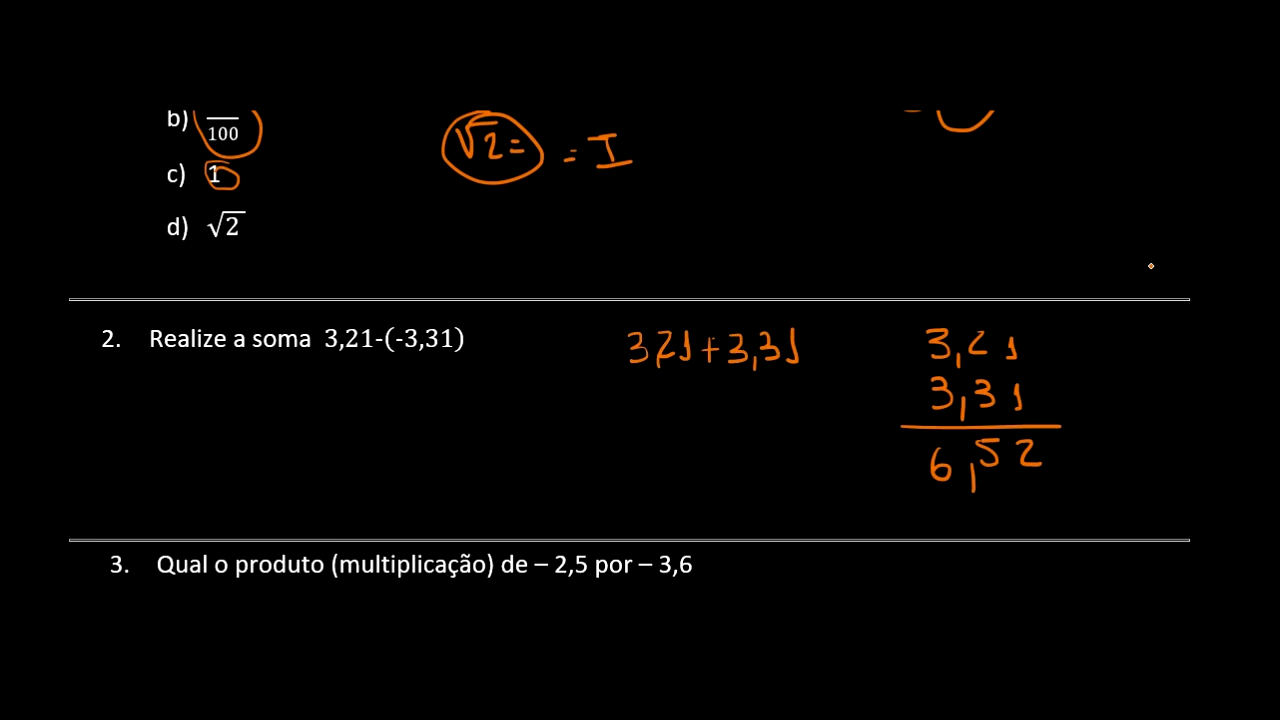 b) 100
√2 = = I
c) 1
d) √2
2. Realize a soma 3,21-(-3,31)
3,21+3,31
3,21
3,31
6,52
3. Qual o produto (multiplicação) de – 2,5 por – 3,6